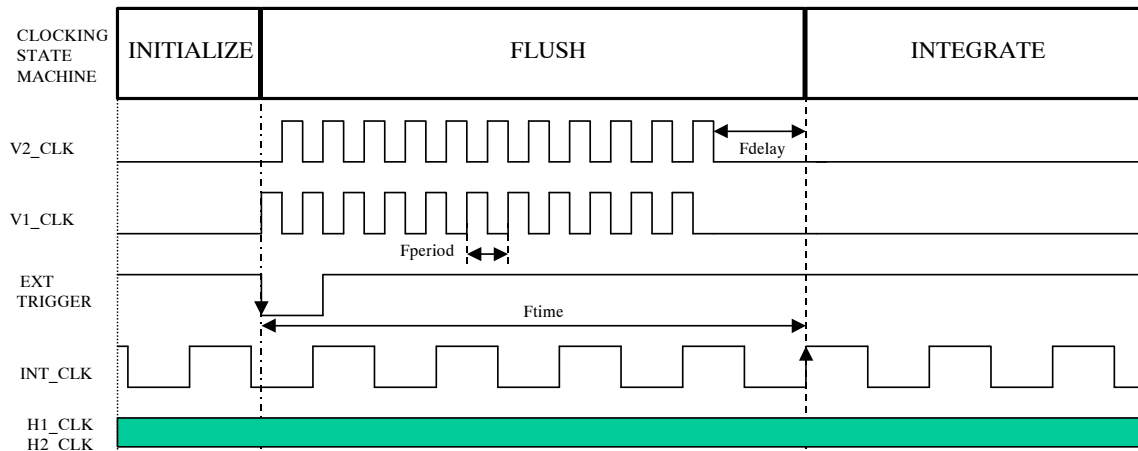 CLOCKING
STATE
MACHINE
INITIALIZE
FLUSH
INTEGRATE
V2_CLK
Fdelay
V1_CLK
Fperiod
EXT
TRIGGER
Ftime
INT_CLK
H1_CLK
H2_CLK